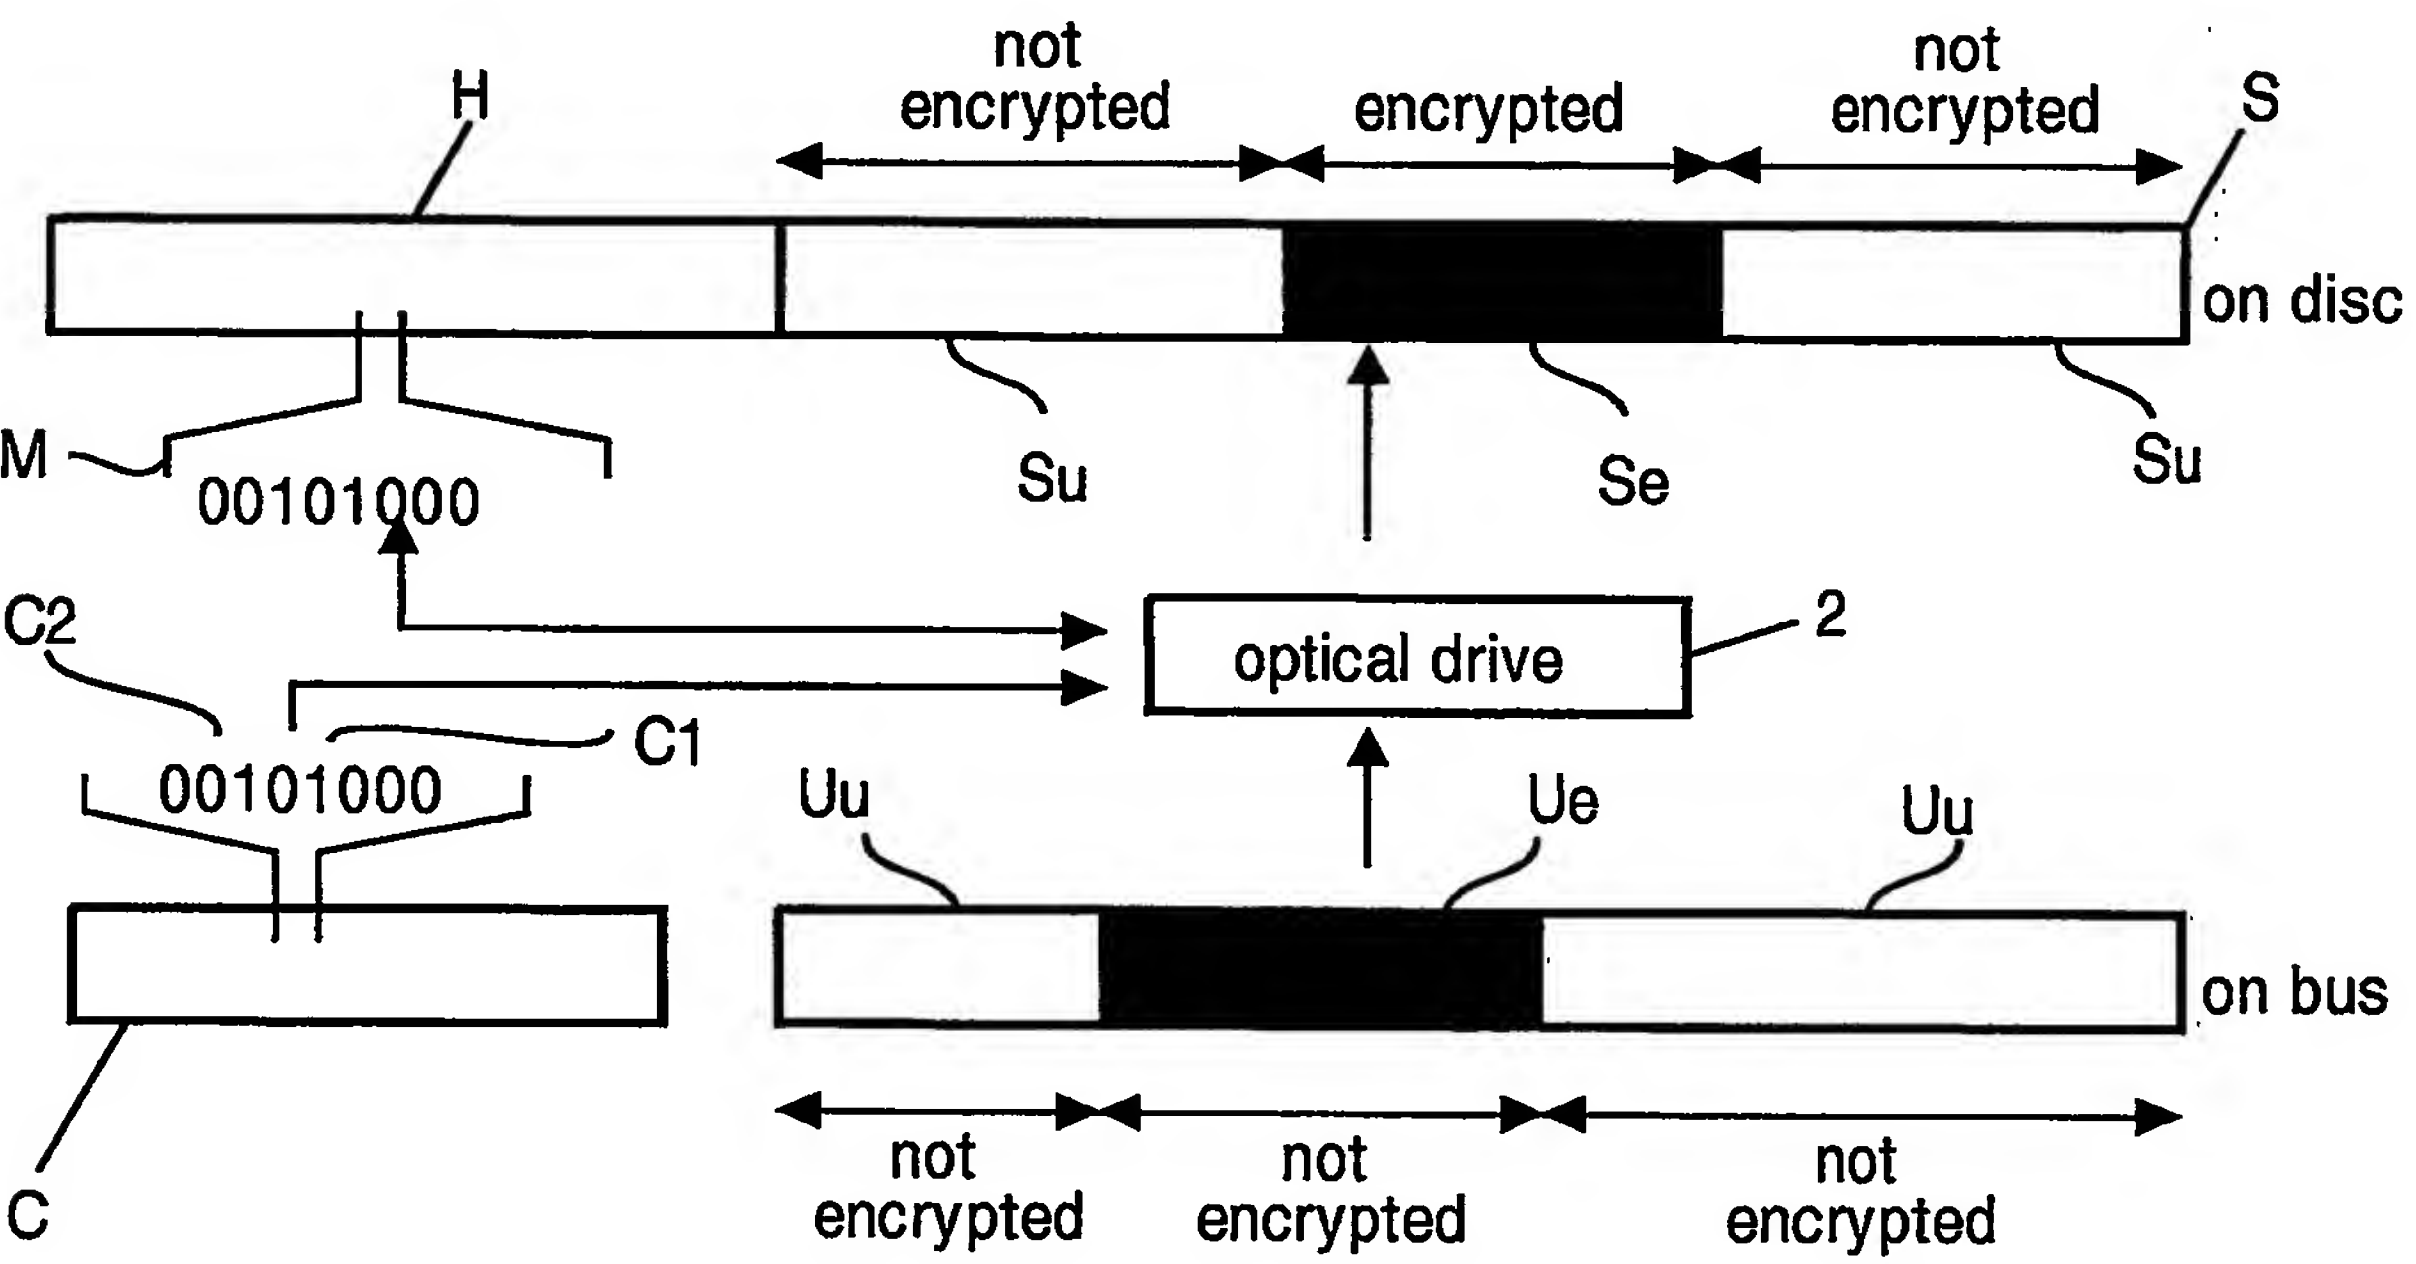 not
encrypted
encrypted
not
encrypted
H
S
on disc
M
00101000
Su
Se
Su
C2
optical drive
2
C1
00101000
Uu
Ue
Uu
on bus
C
not
encrypted
not
encrypted
not
encrypted